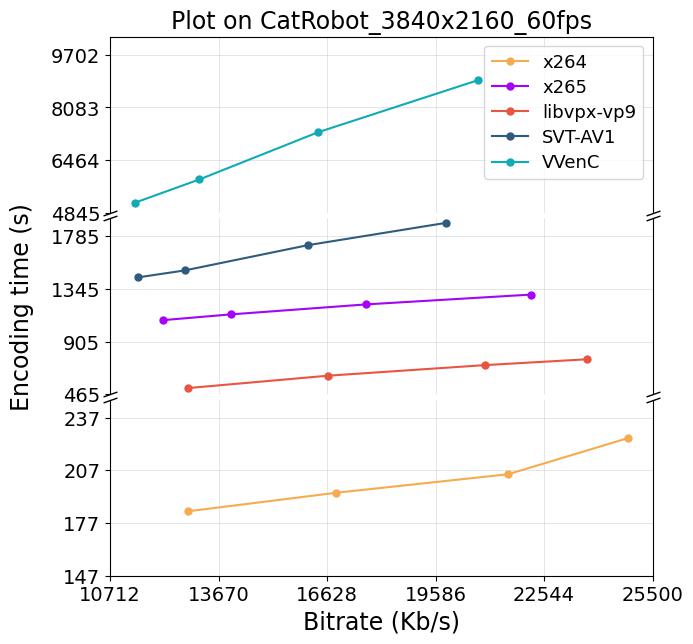 Plot on CatRobot_3840x2160_60fps
x264
x265
libvpx-vp9
SVT-AV1
VVenC
9702
8083
6464
4845
1785
1345
905
465
237
207
177
147
Encoding time (s)
10712 13670 16628 19586 22544 25500
Bitrate (Kb/s)